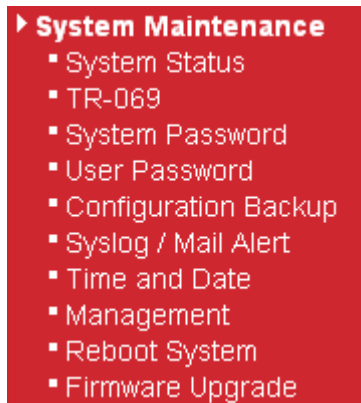 System Maintenance
System Status
TR-069
System Password
User Password
Configuration Backup
Syslog / Mail Alert
Time and Date
Management
Reboot System
Firmware Upgrade